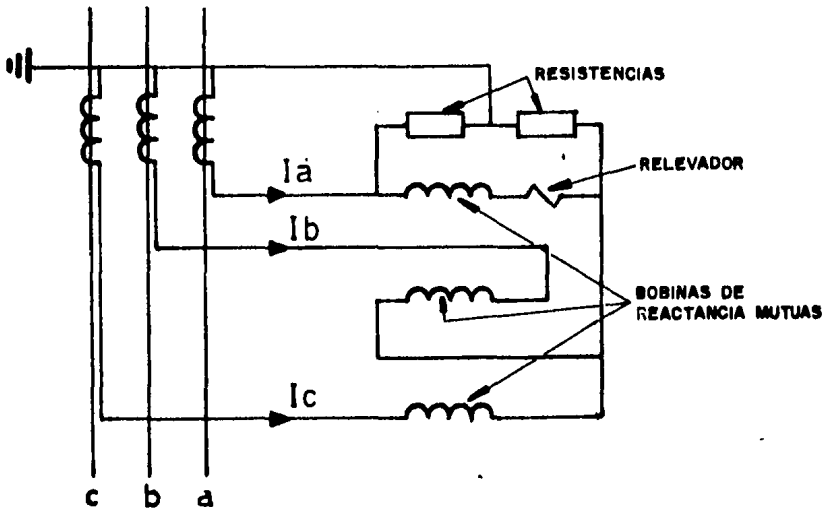 RESISTENCIAS
RELEVADOR
Ia
Ib
BOBINAS DE
REACTANCIA MUTUAS
Ic
c b a